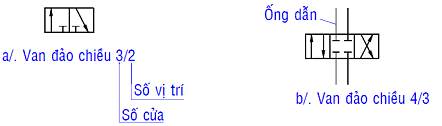 Ống dẫn
a/. Van đảo chiều 3/2
Số vị trí
Số cửa
b/. Van đảo chiều 4/3